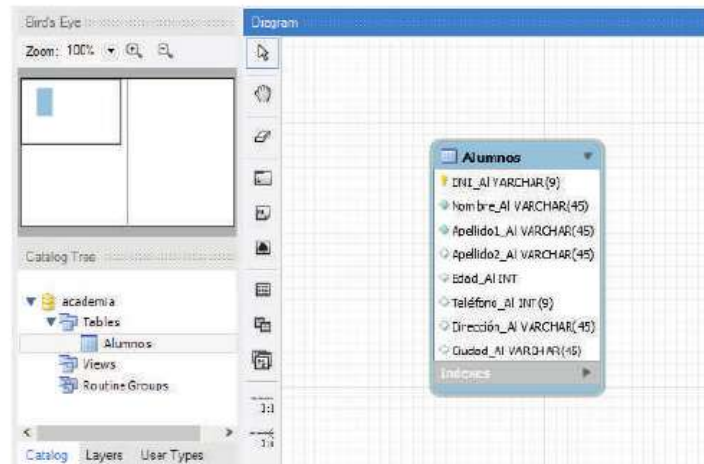 Bird's Eye
Diagram
Zoom: 100%
Alumnos
DNI_Al VARCHAR(9)
Nombre_Al VARCHAR(45)
Apellido1_Al VARCHAR(45)
Apellido2_Al VARCHAR(45)
Edad_Al INT
Teléfono_Al INT(9)
Dirección_Al VARCHAR(45)
Ciudad_Al VARCHAR(45)
Indexes
Catalog Tree
academia
Tables
Alumnos
Views
Routine Groups
1:1
Catalog Layers User Types